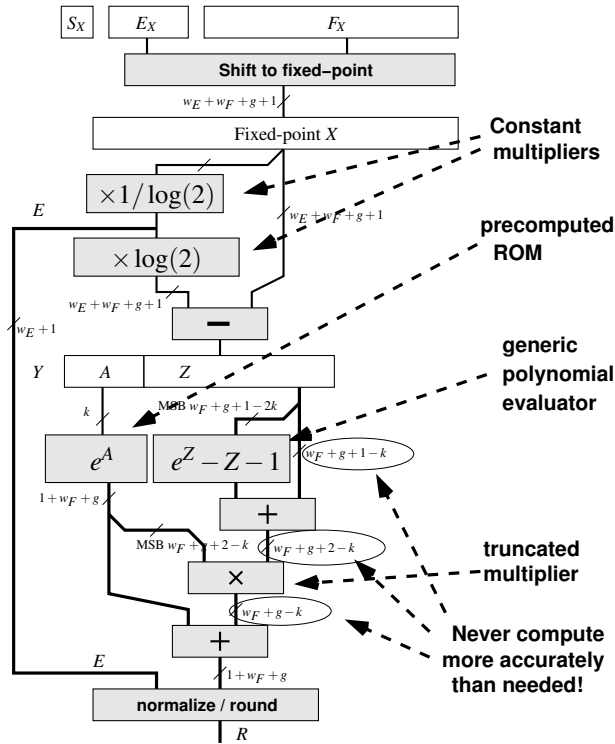 S_X E_X F_X
Shift to fixed−point
w_E + w_F + g + 1
Fixed-point X
Constant
multipliers
×1/log(2)
E
w_E + w_F + g + 1
precomputed
ROM
×log(2)
w_E + w_F + g + 1
w_E + 1
−
generic
polynomial
evaluator
Y A Z
k
MSB w_F + g + 1 − 2k
e^A
e^Z − Z − 1
w_F + g + 1 − k
1 + w_F + g
+
MSB w_F + g + 2 − k
w_F + g + 2 − k
truncated
multiplier
×
w_F + g − k
Never compute
more accurately
than needed!
+
E
1 + w_F + g
normalize / round
R